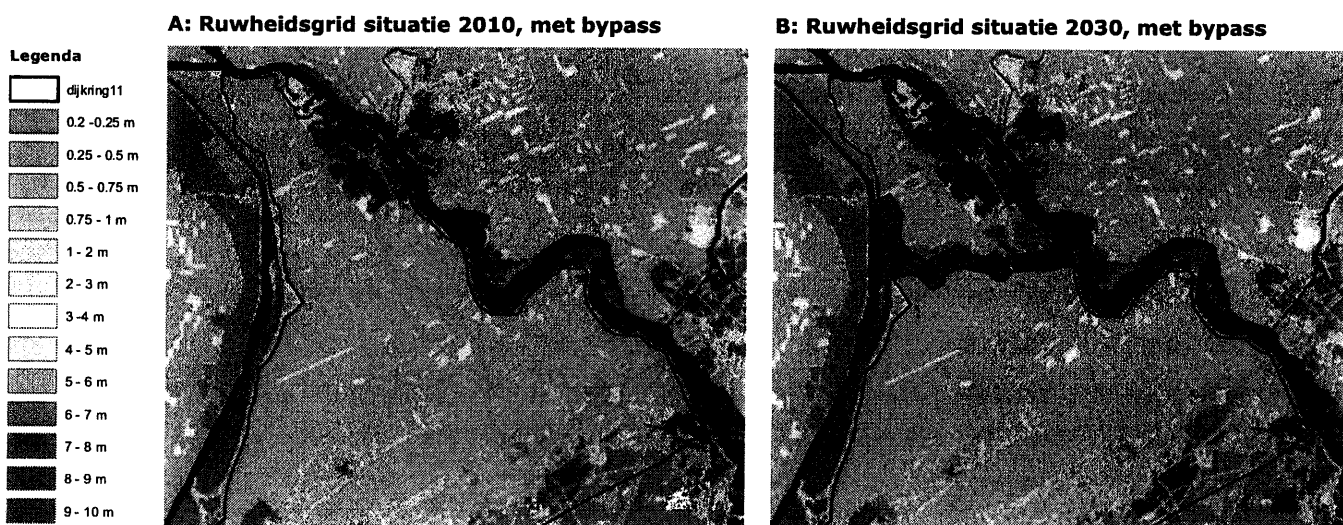 A: Ruwheidsgrid situatie 2010, met bypass
B: Ruwheidsgrid situatie 2030, met bypass
Legenda
dijkring11
0.2 -0.25 m
0.25 - 0.5 m
0.5 - 0.75 m
0.75 - 1 m
1 - 2 m
2 - 3 m
3 -4 m
4 - 5 m
5 - 6 m
6 - 7 m
7 - 8 m
8 - 9 m
9 - 10 m